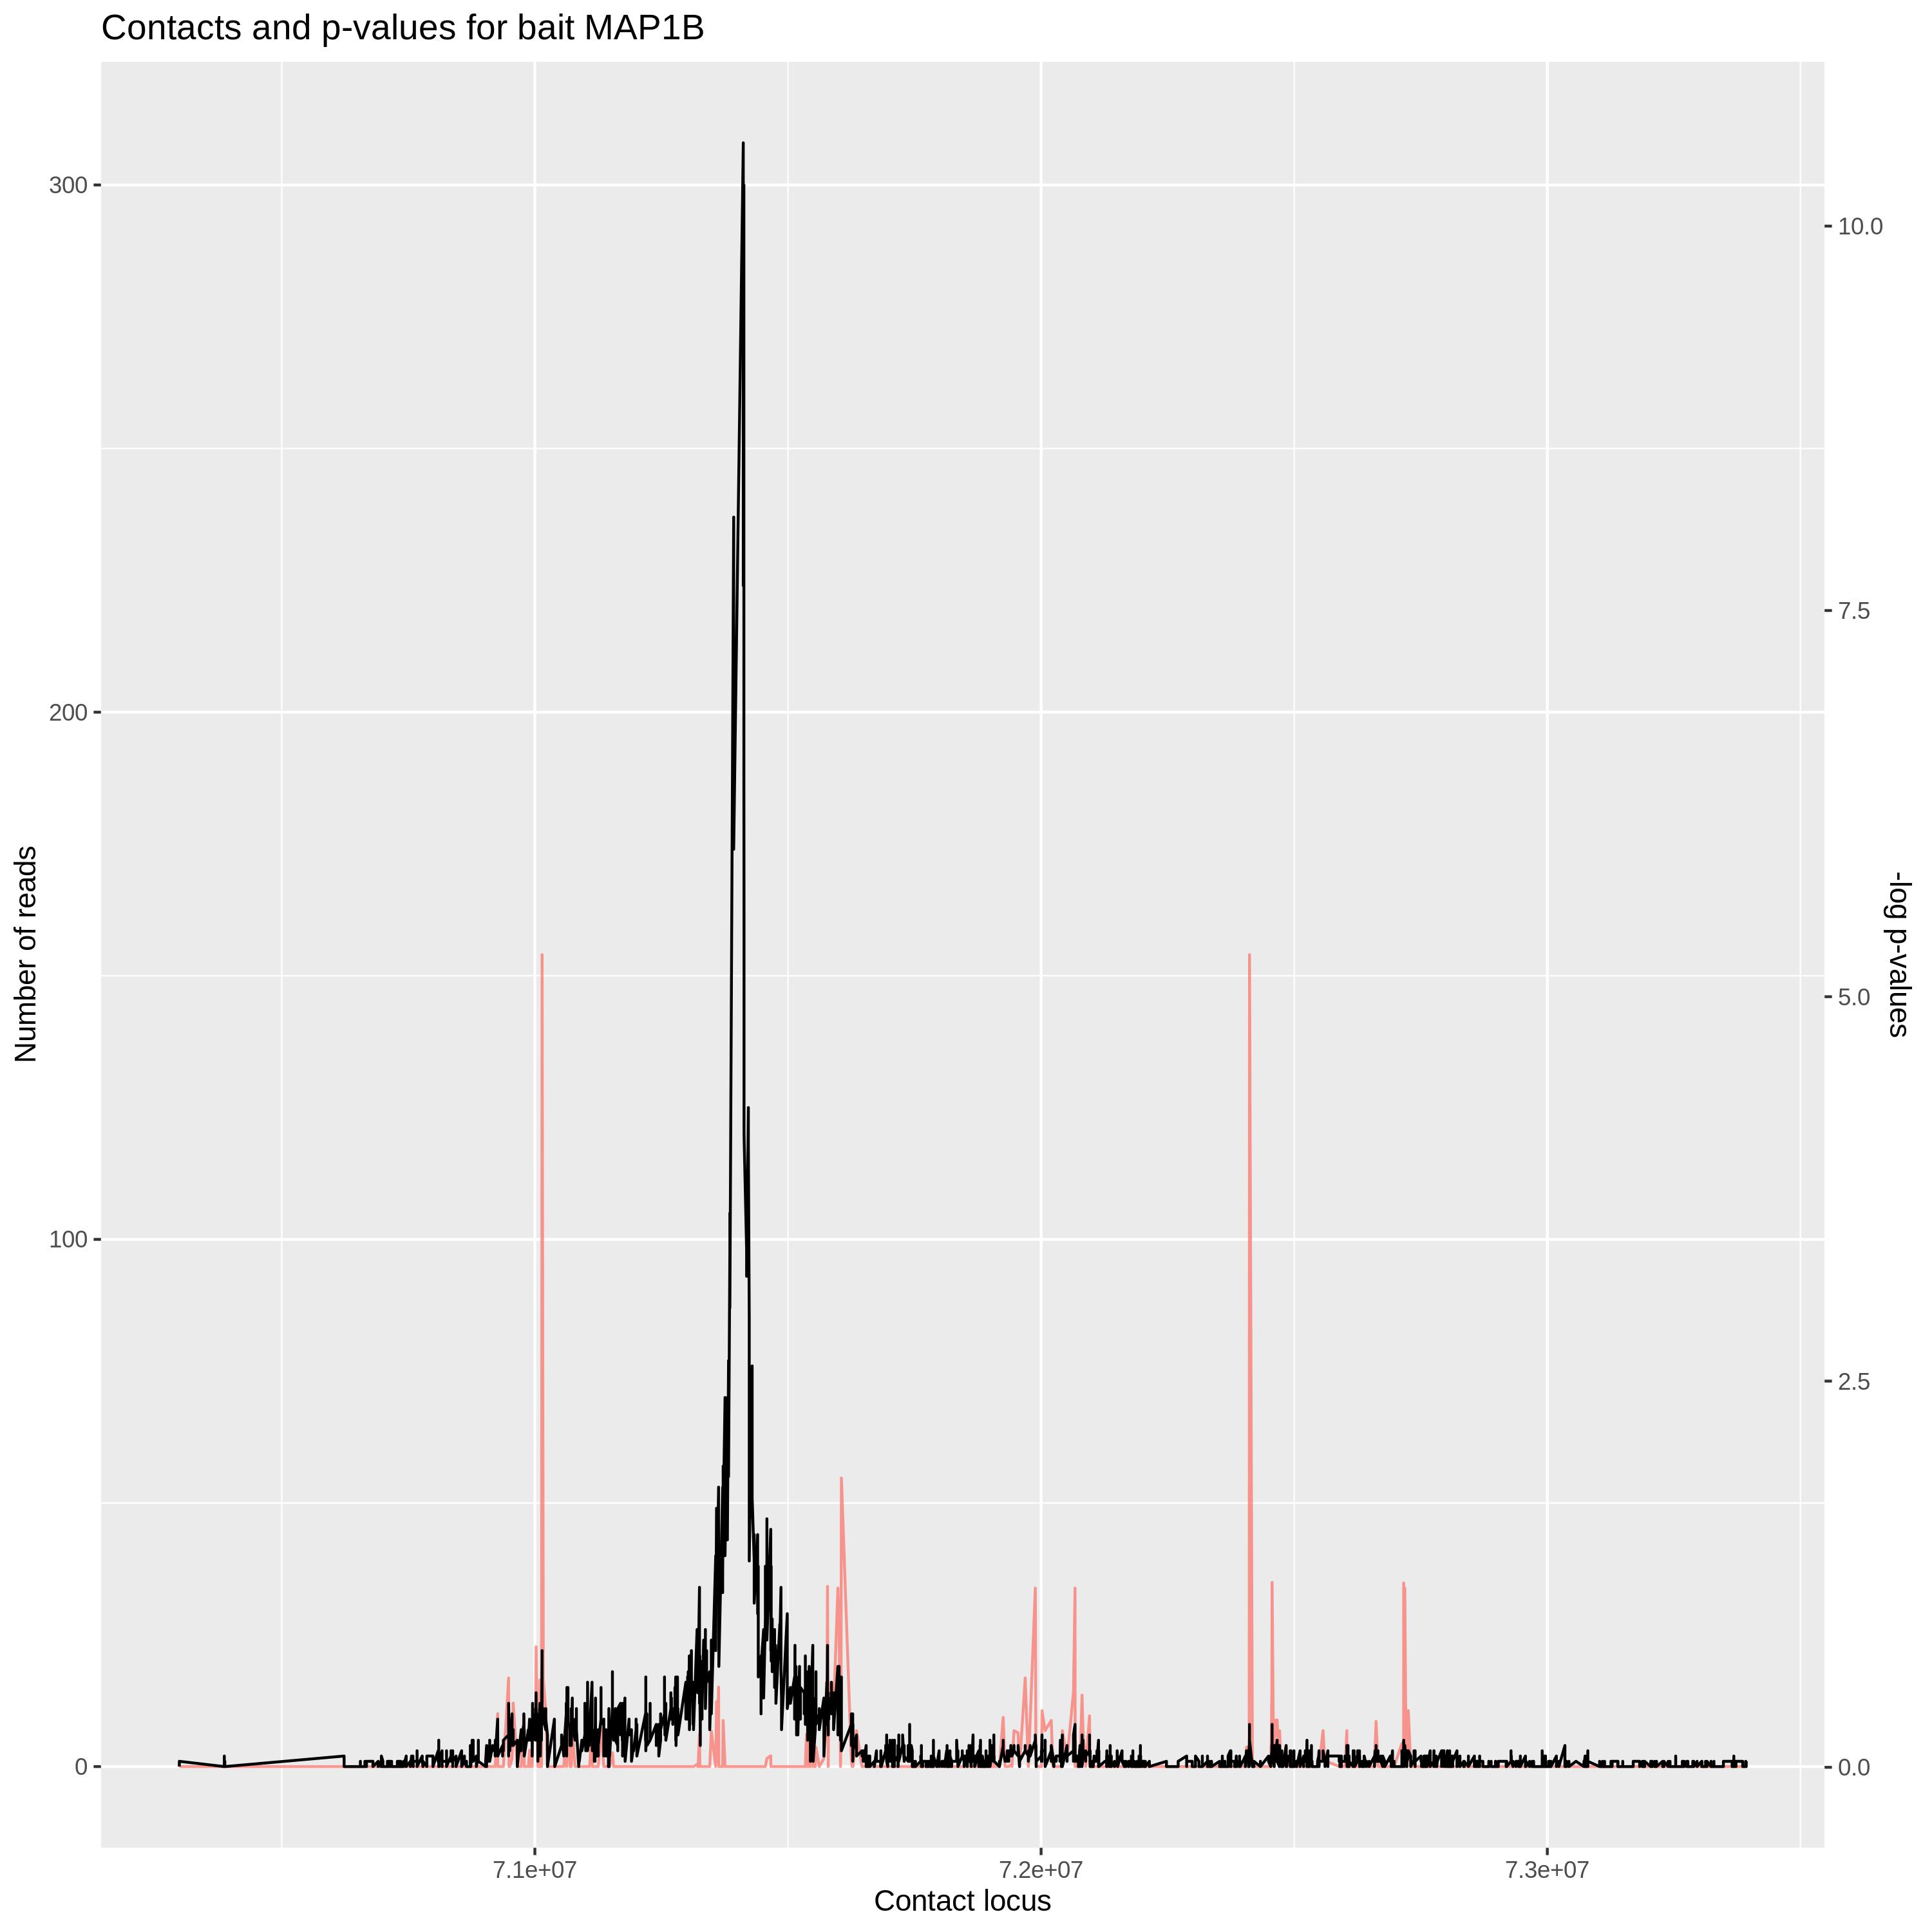 Contacts and p-values for bait MAP1B
300
200
100
0
10.0
7.5
5.0
2.5
0.0
Number of reads
-log p-values
7.1e+07
7.2e+07
7.3e+07
Contact locus